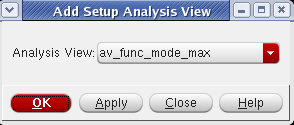 Add Setup Analysis View
Analysis View: av_func_mode_max
OK Apply Close Help